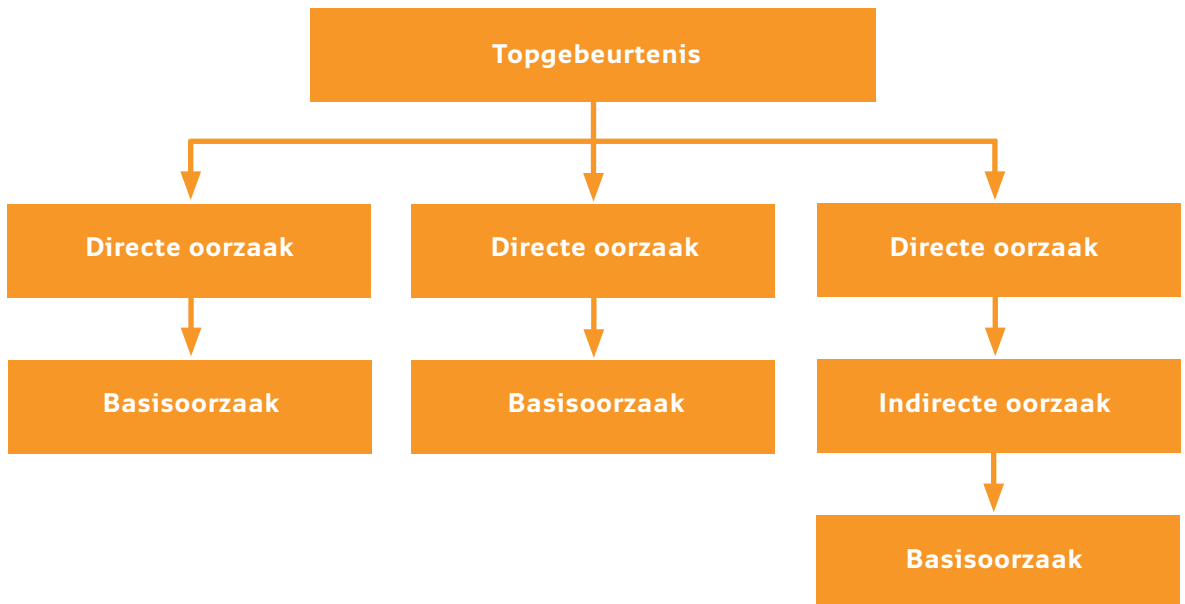 Topgebeurtenis
Directe oorzaak
Directe oorzaak
Directe oorzaak
Basisoorzaak
Basisoorzaak
Indirecte oorzaak
Basisoorzaak